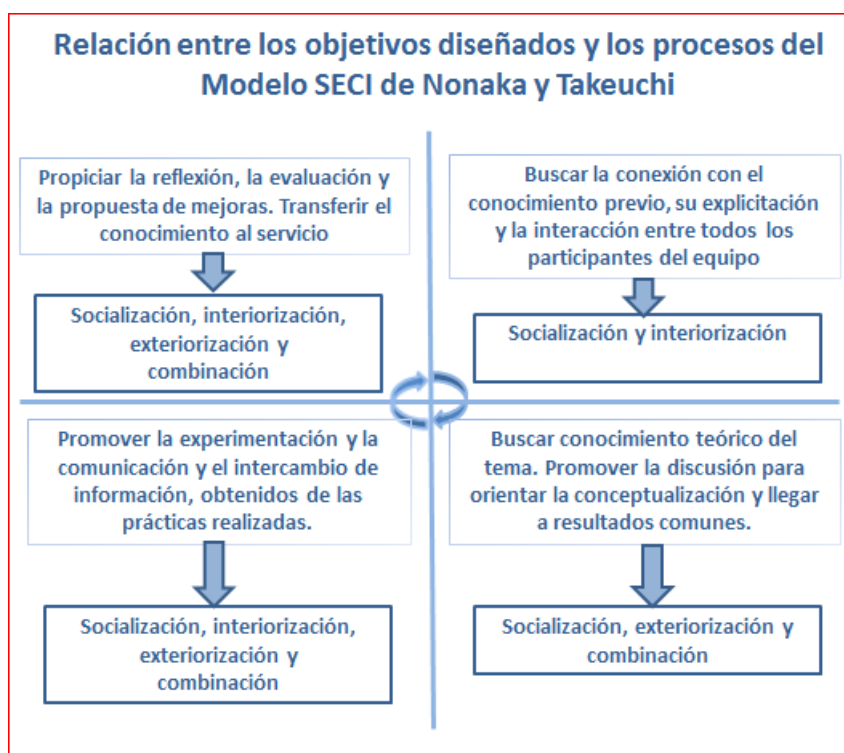 Relación entre los objetivos diseñados y los procesos del
Modelo SECI de Nonaka y Takeuchi
Propiciar la reflexión, la evaluación y
la propuesta de mejoras. Transferir el
conocimiento al servicio
Socialización, interiorización,
exteriorización y
combinación
Buscar la conexión con el
conocimiento previo, su explicitación
y la interacción entre todos los
participantes del equipo
Socialización y interiorización
Promover la experimentación y la
comunicación y el intercambio de
información, obtenidos de las
prácticas realizadas.
Socialización, interiorización,
exteriorización y
combinación
Buscar conocimiento teórico del
tema. Promover la discusión para
orientar la conceptualización y llegar
a resultados comunes.
Socialización, exteriorización y
combinación